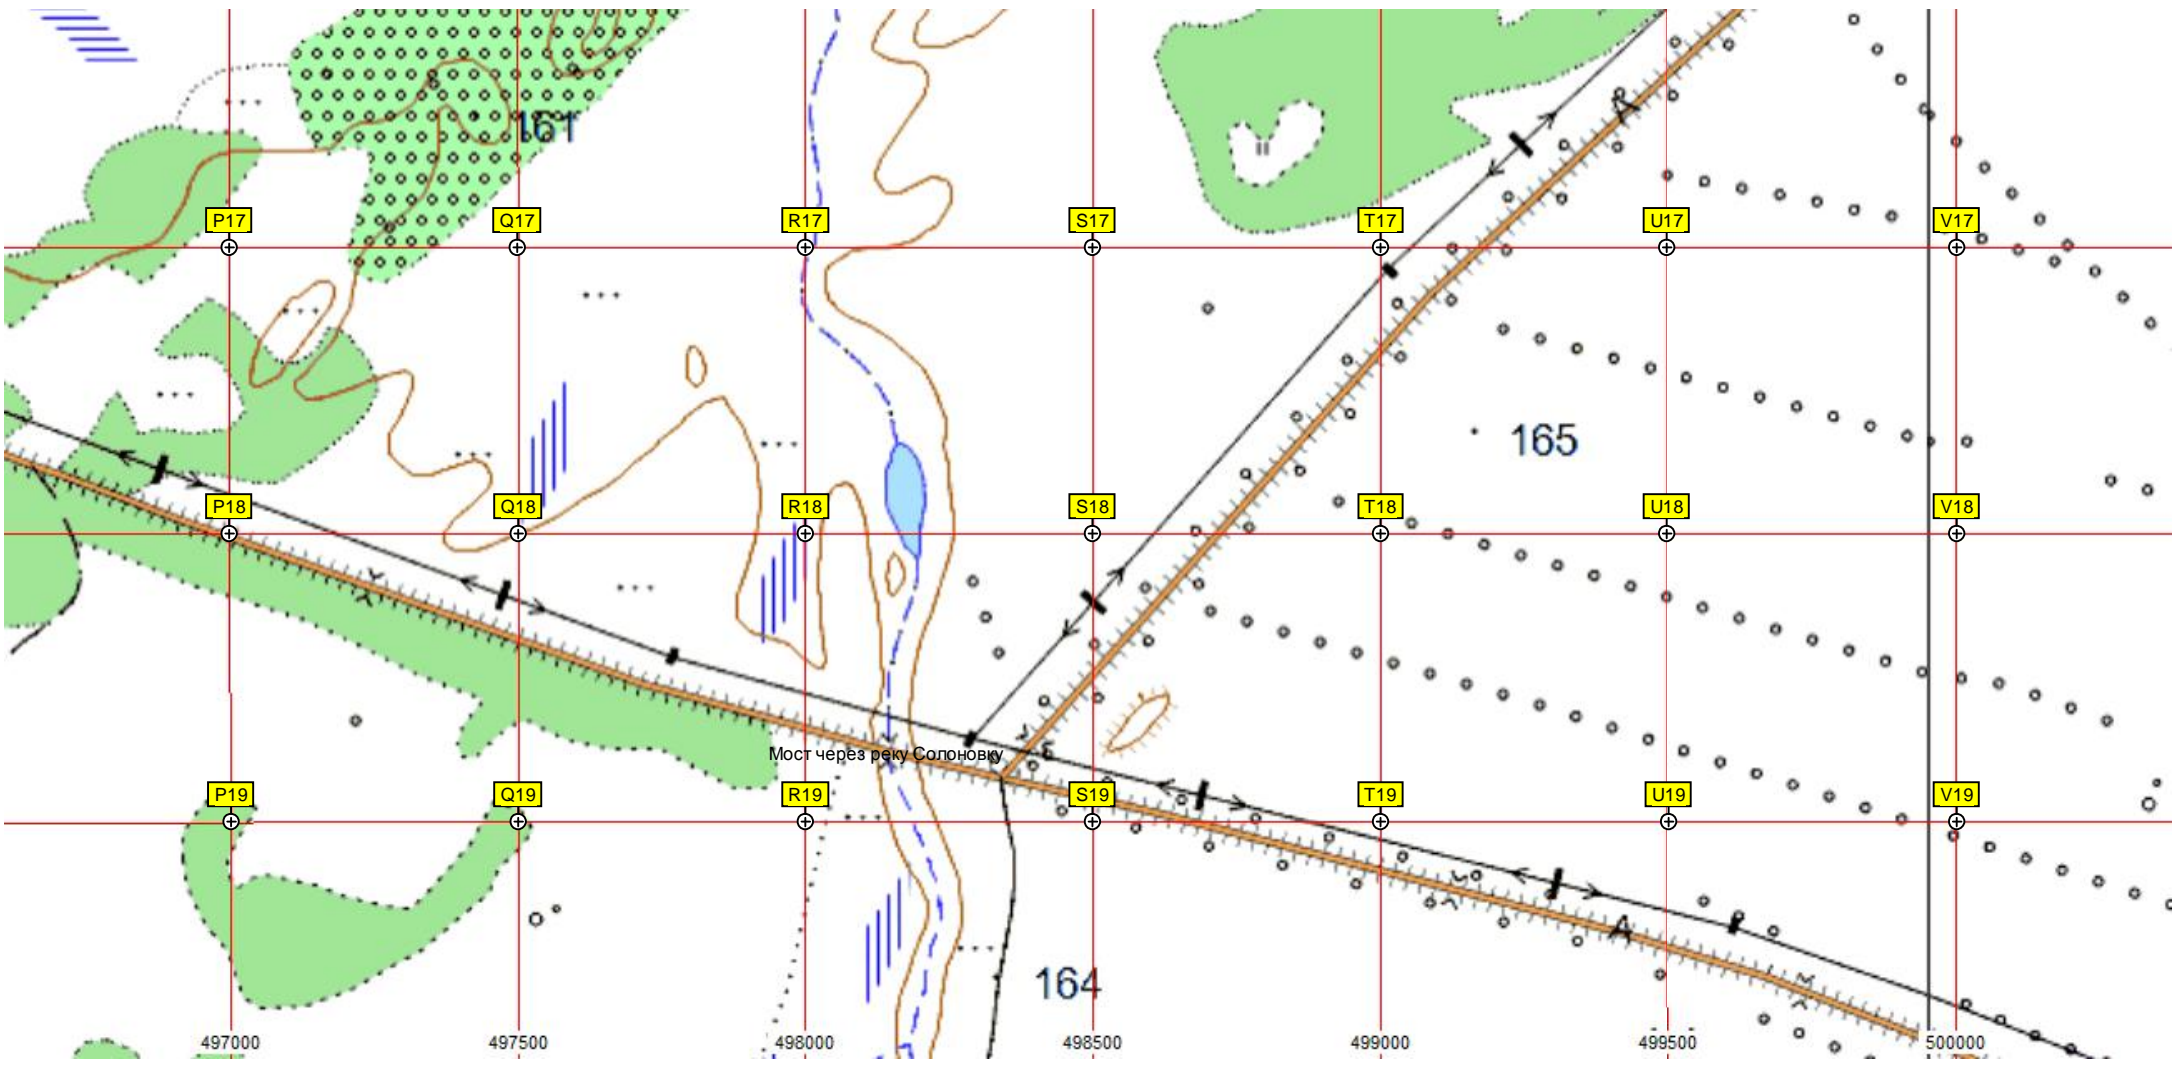 161
P17 Q17 R17 S17 T17 U17 V17
165
P18 Q18 R18 S18 T18 U18 V18
Мост через реку Солоновку
P19 Q19 R19 S19 T19 U19 V19
А
А
164
497000 497500 498000 498500 499000 499500 500000